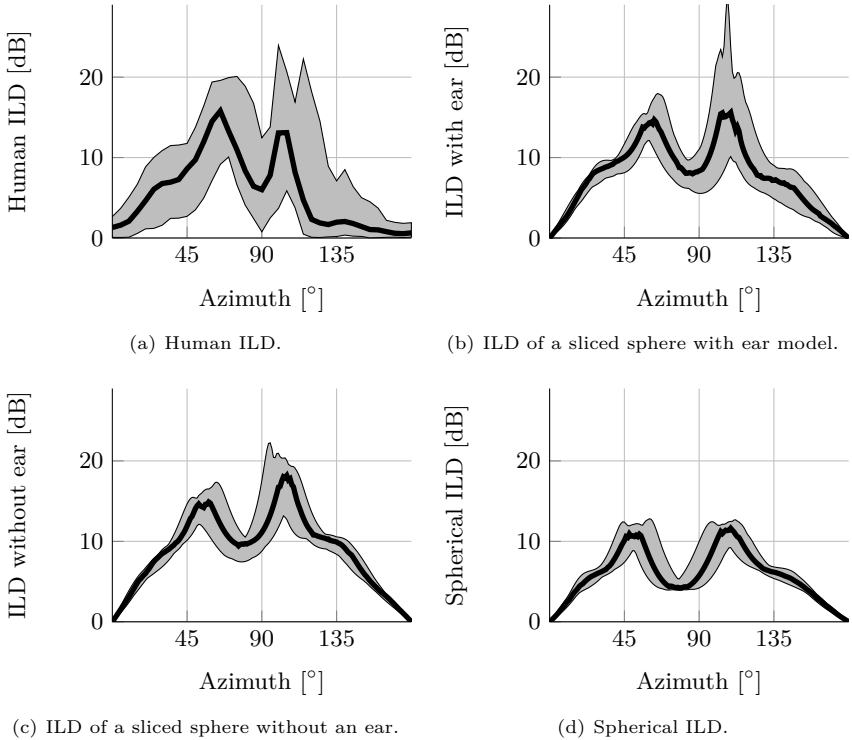 Human ILD [dB]
20
10
0
45 90 135
Azimuth [°]
(a) Human ILD.
ILD with ear [dB]
20
10
0
45 90 135
Azimuth [°]
(b) ILD of a sliced sphere with ear model.
ILD without ear [dB]
20
10
0
45 90 135
Azimuth [°]
(c) ILD of a sliced sphere without an ear.
Spherical ILD [dB]
20
10
0
45 90 135
Azimuth [°]
(d) Spherical ILD.